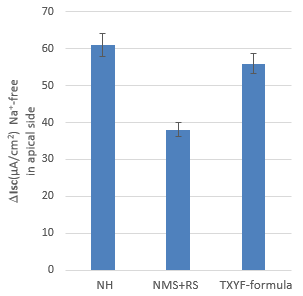 ΔIsc(μA/cm²) Na⁺-free
in apical side
70
60
50
40
30
20
10
0
NH NMS+RS TXYF-formula